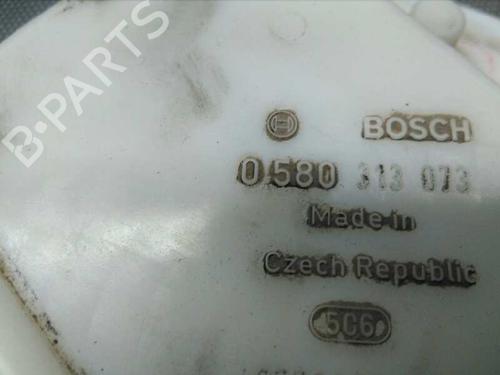 B-PARTS
BOSCH
0 580 313 073
Made in
Czech Republic
5C6